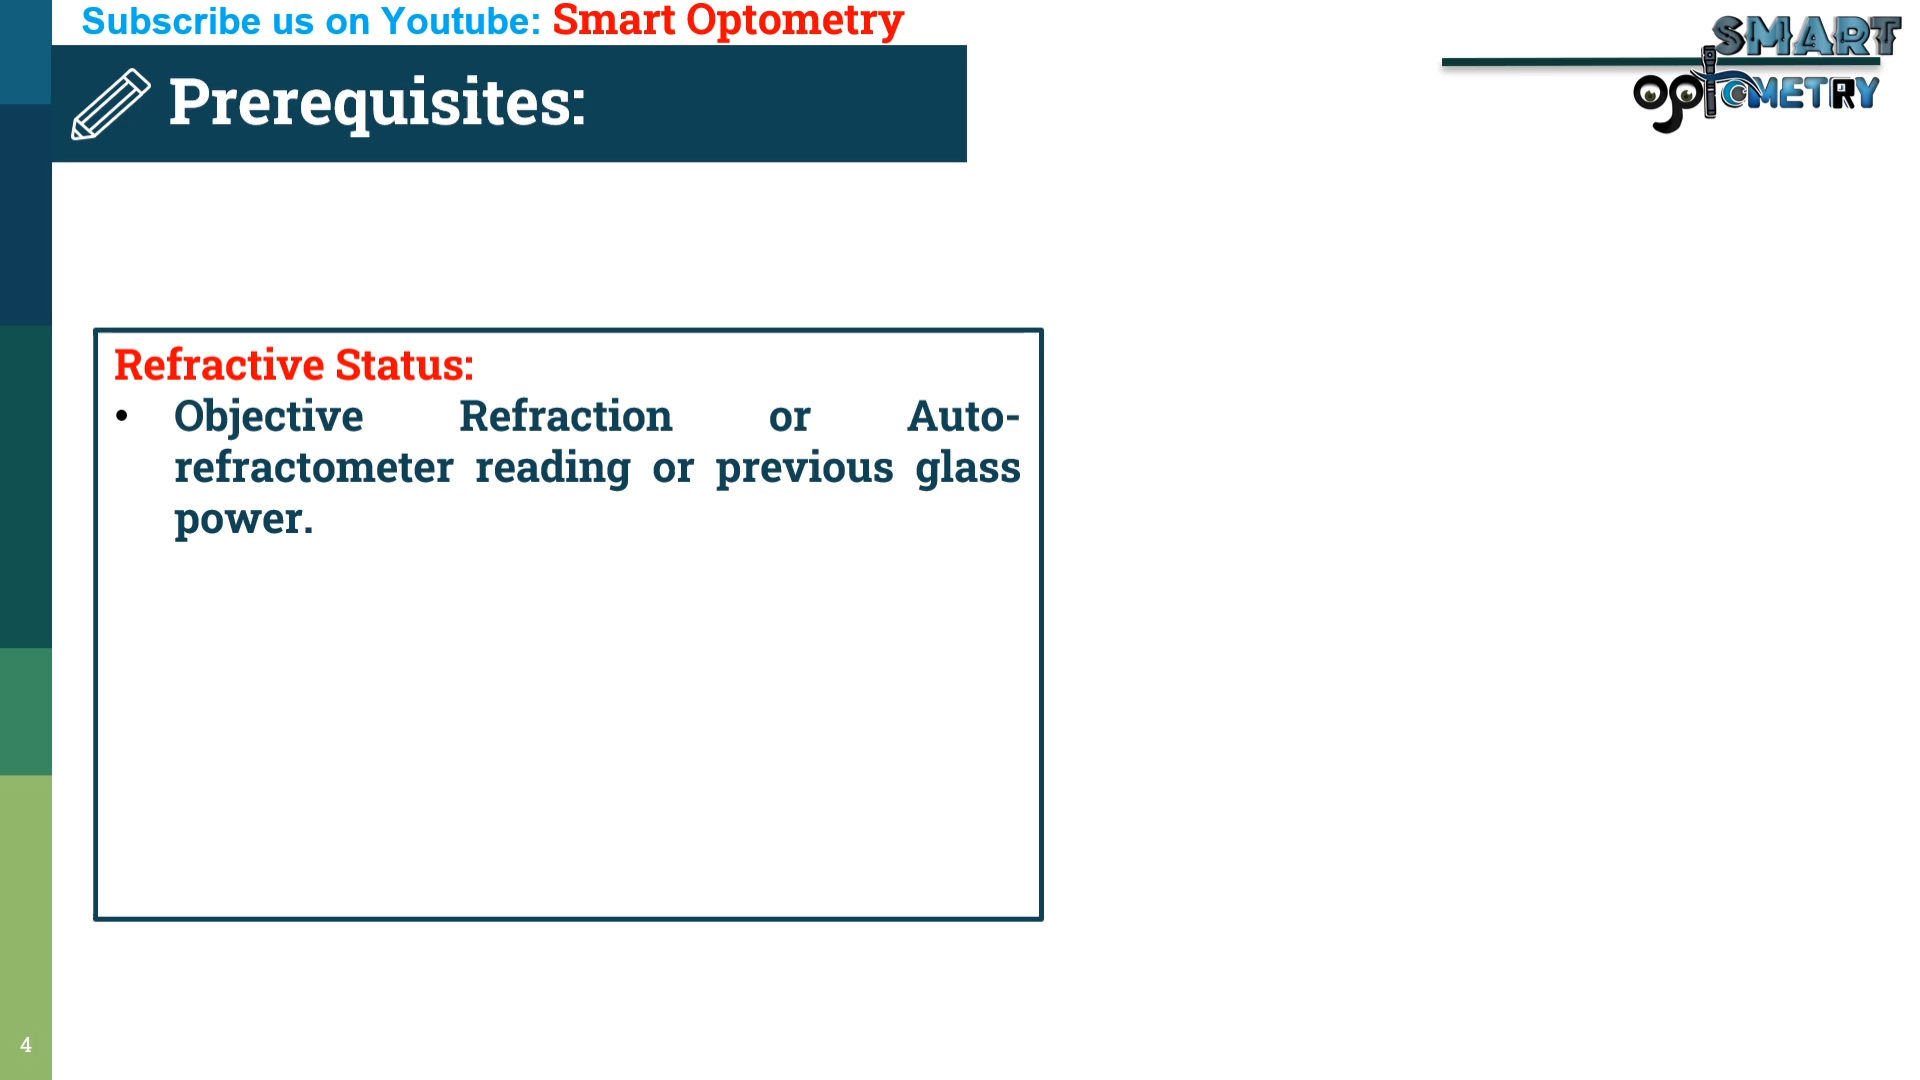 Subscribe us on Youtube: Smart Optometry
SMART
OPTOMETRY
Prerequisites:
Refractive Status:
• Objective Refraction or Auto-
refractometer reading or previous glass
power.
4